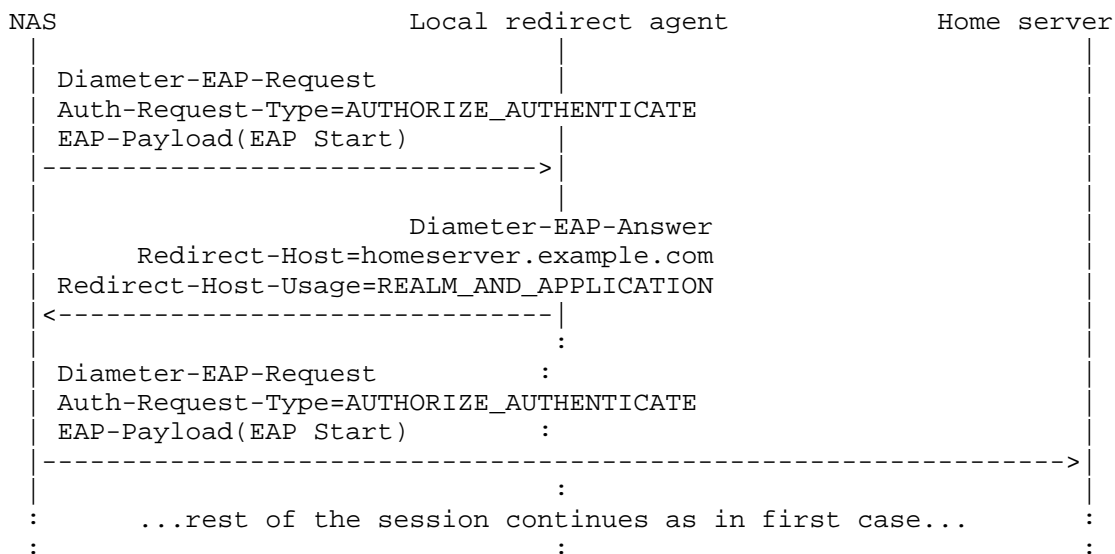 NAS Local redirect agent Home server
Diameter-EAP-Request
Auth-Request-Type=AUTHORIZE_AUTHENTICATE
EAP-Payload(EAP Start)
Diameter-EAP-Answer
Redirect-Host=homeserver.example.com
Redirect-Host-Usage=REALM_AND_APPLICATION
Diameter-EAP-Request
Auth-Request-Type=AUTHORIZE_AUTHENTICATE
EAP-Payload(EAP Start)
...rest of the session continues as in first case...